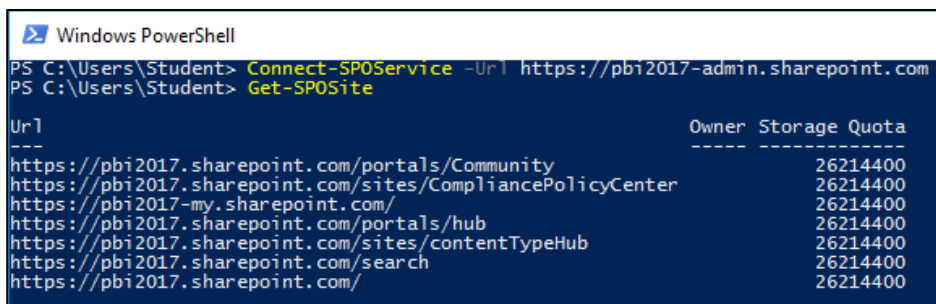 Windows PowerShell
PS C:\Users\Student> Connect-SPOService -Url https://pbi2017-admin.sharepoint.com
PS C:\Users\Student> Get-SPOSite
Url Owner Storage Quota
--- ----- -------------
https://pbi2017.sharepoint.com/portals/Community 26214400
https://pbi2017.sharepoint.com/sites/CompliancePolicyCenter 26214400
https://pbi2017-my.sharepoint.com/ 26214400
https://pbi2017.sharepoint.com/portals/hub 26214400
https://pbi2017.sharepoint.com/sites/contentTypeHub 26214400
https://pbi2017.sharepoint.com/search 26214400
https://pbi2017.sharepoint.com/ 26214400